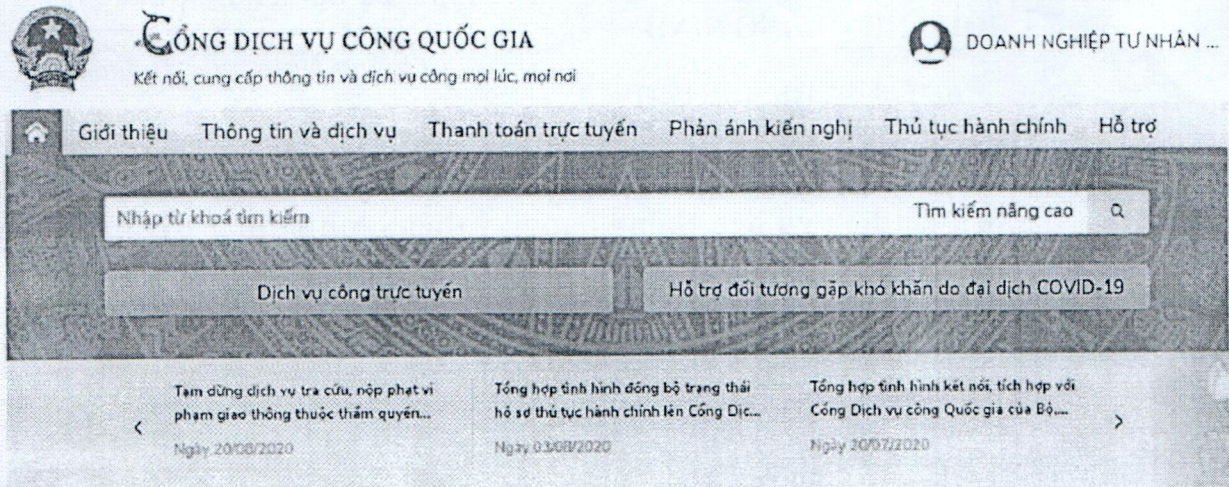 CỔNG DỊCH VỤ CÔNG QUỐC GIA
Kết nối, cung cấp thông tin và dịch vụ công mọi lúc, mọi nơi
DOANH NGHIỆP TƯ NHÂN ...
Giới thiệu Thông tin và dịch vụ Thanh toán trực tuyến Phản ánh kiến nghị Thủ tục hành chính Hỗ trợ
Nhập từ khoá tìm kiếm Tìm kiếm nâng cao
Dịch vụ công trực tuyến Hỗ trợ đối tượng gặp khó khăn do đại dịch COVID-19
Tạm dừng dịch vụ tra cứu, nộp phạt vi
phạm giao thông thuộc thẩm quyền...
Ngày 20/08/2020
Tổng hợp tình hình đồng bộ trạng thái
hồ sơ thủ tục hành chính lên Cổng Dịc...
Ngày 03/08/2020
Tổng hợp tình hình kết nối, tích hợp với
Cổng Dịch vụ công Quốc gia của Bộ,...
Ngày 20/07/2020